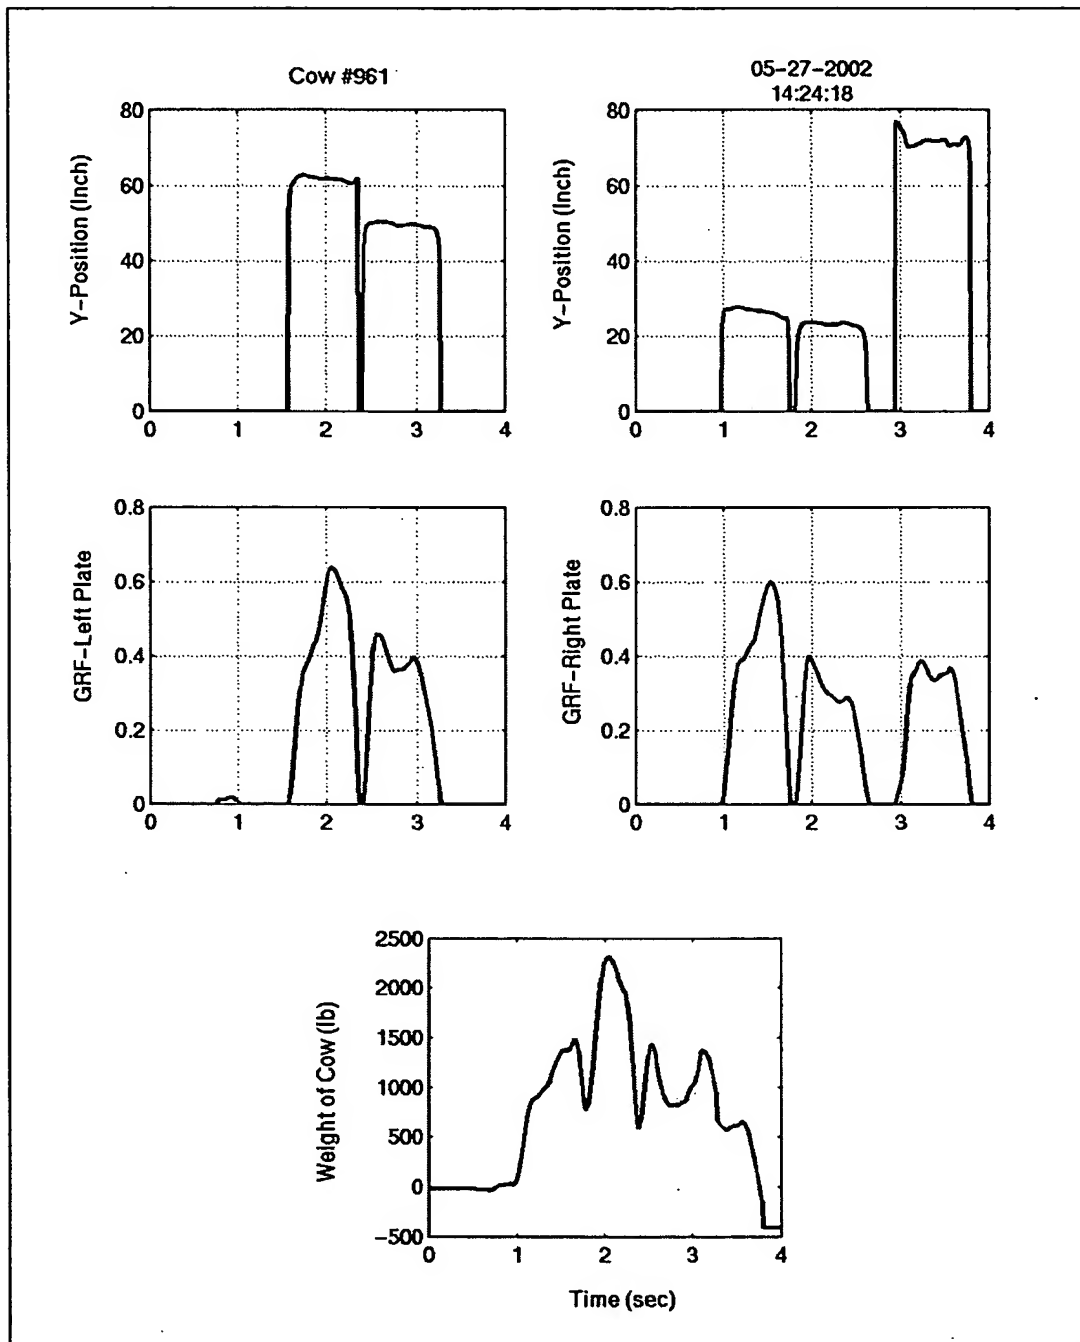 Cow #961
05-27-2002
14:24:18
Y-Position (Inch)
80
60
40
20
0
0 1 2 3 4
Y-Position (Inch)
80
60
40
20
0
0 1 2 3 4
GRF-Left Plate
0.8
0.6
0.4
0.2
0
0 1 2 3 4
GRF-Right Plate
0.8
0.6
0.4
0.2
0
0 1 2 3 4
Weight of Cow (lb)
2500
2000
1500
1000
500
0
-500
0 1 2 3 4
Time (sec)